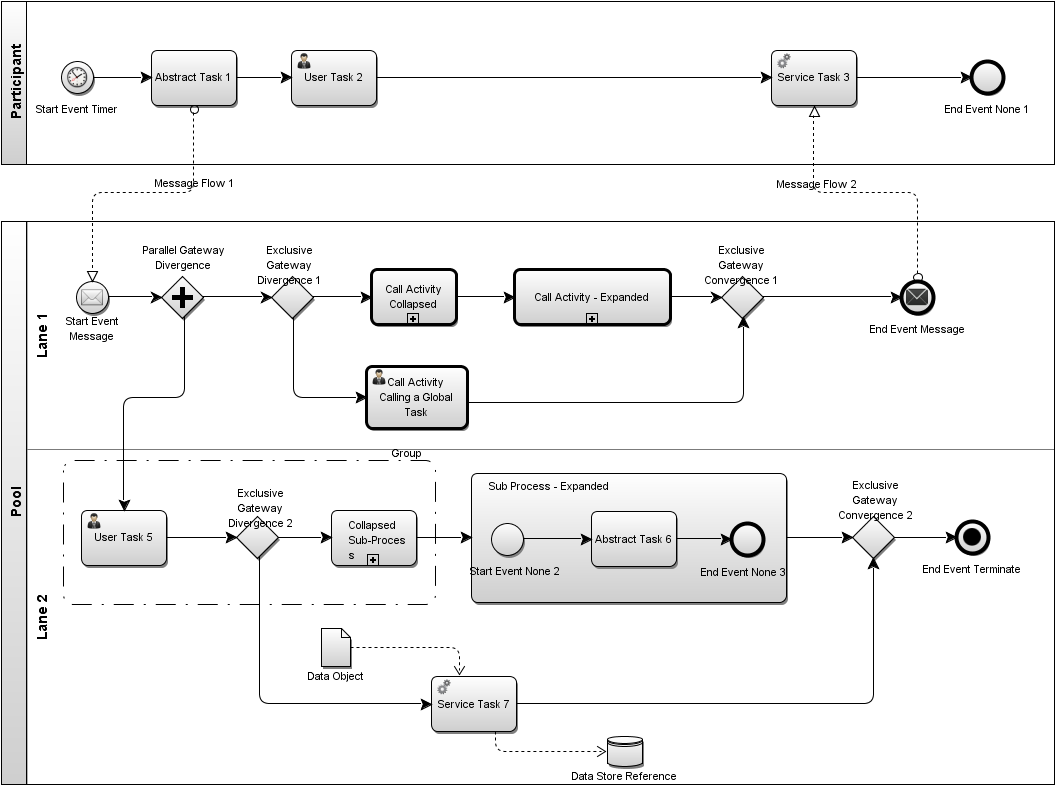 Participant
Start Event Timer
Abstract Task 1
User Task 2
Service Task 3
End Event None 1
Message Flow 1
Message Flow 2
Pool
Lane 1
Start Event
Message
Parallel Gateway
Divergence
Exclusive
Gateway
Divergence 1
Call Activity
Collapsed
Call Activity - Expanded
Exclusive
Gateway
Convergence 1
End Event Message
Call Activity
Calling a Global
Task
Lane 2
Group
User Task 5
Exclusive
Gateway
Divergence 2
Collapsed
Sub-Proces
s
Sub Process - Expanded
Start Event None 2
Abstract Task 6
End Event None 3
Exclusive
Gateway
Convergence 2
End Event Terminate
Data Object
Service Task 7
Data Store Reference